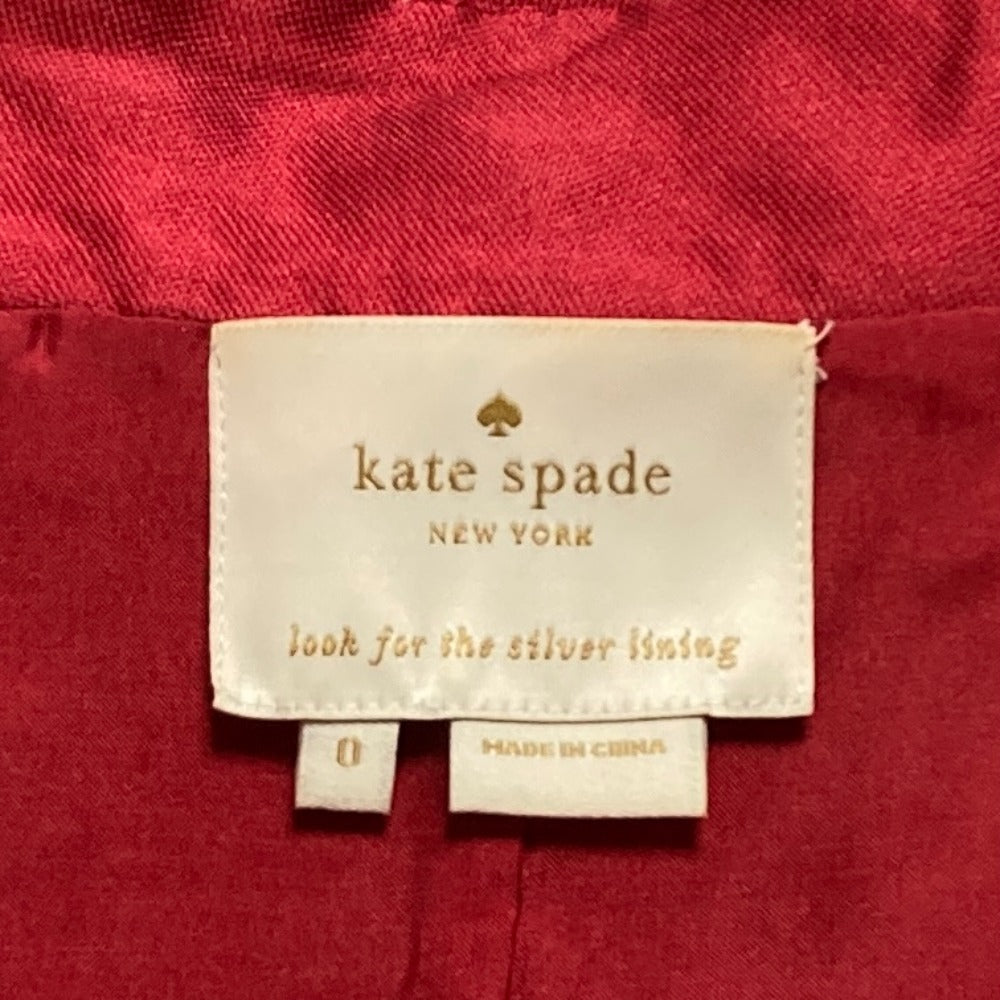 kate spade
NEW YORK
look for the silver lining
0
MADE IN CHINA